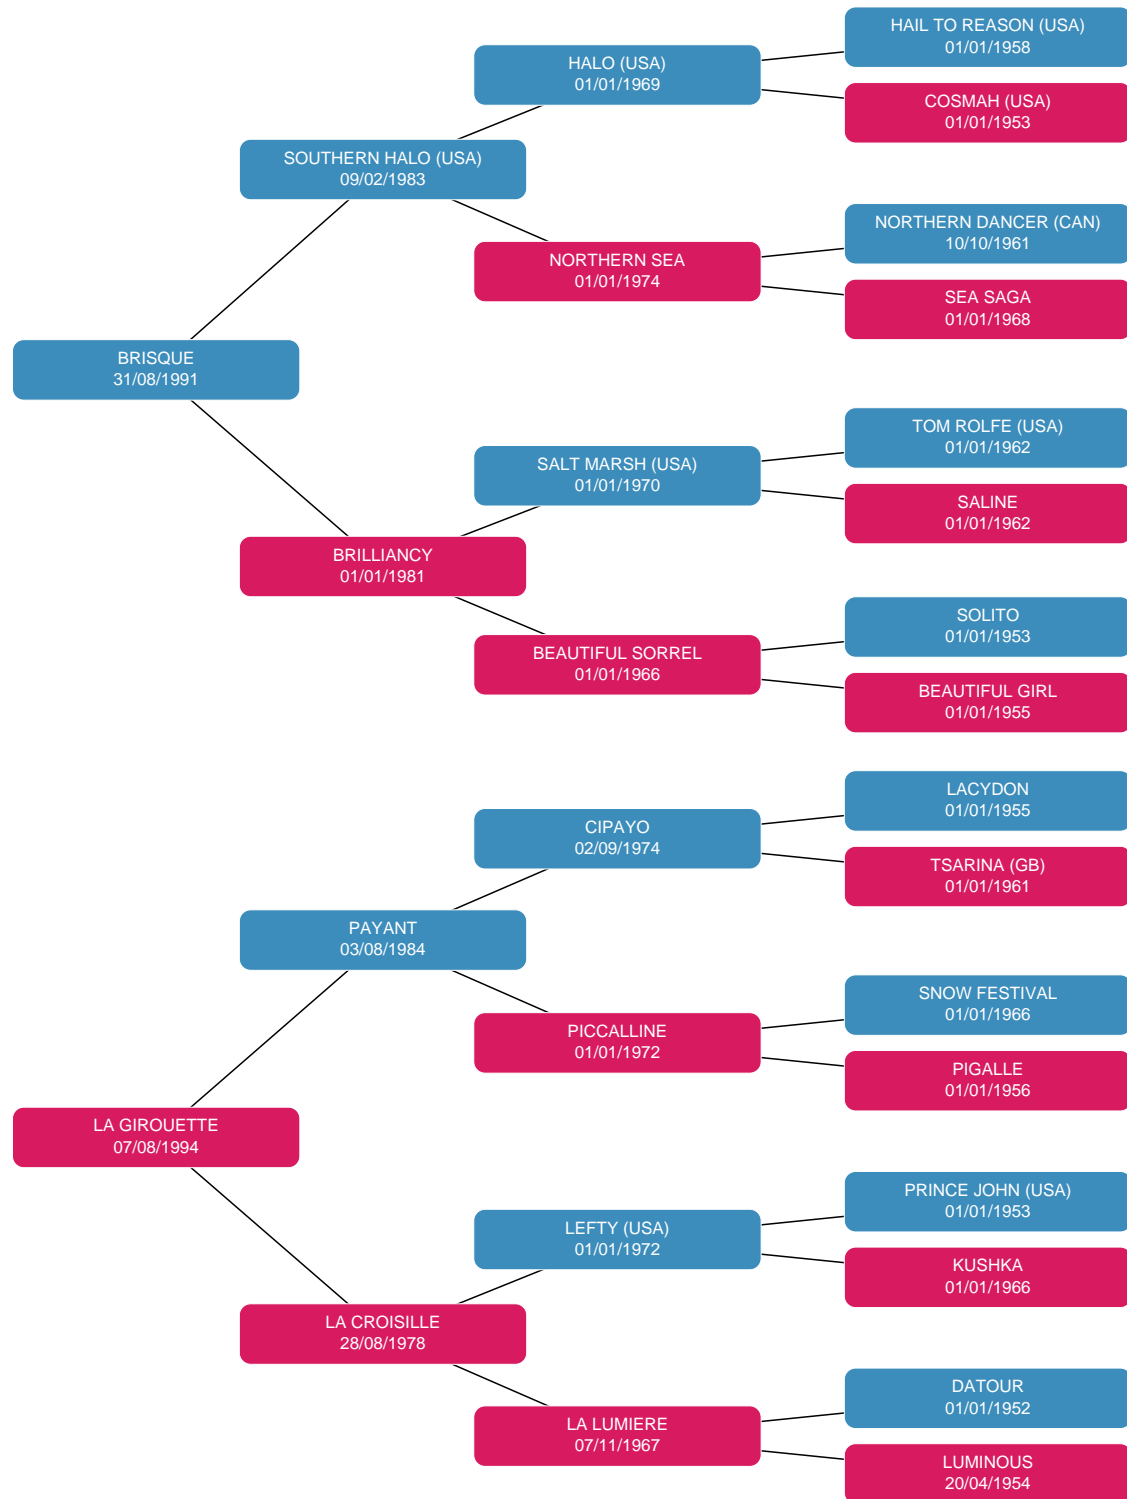 HAIL TO REASON (USA)
01/01/1958
HALO (USA)
01/01/1969
COSMAH (USA)
01/01/1953
SOUTHERN HALO (USA)
09/02/1983
NORTHERN DANCER (CAN)
10/10/1961
NORTHERN SEA
01/01/1974
SEA SAGA
01/01/1968
BRISQUE
31/08/1991
TOM ROLFE (USA)
01/01/1962
SALT MARSH (USA)
01/01/1970
SALINE
01/01/1962
BRILLIANCY
01/01/1981
SOLITO
01/01/1953
BEAUTIFUL SORREL
01/01/1966
BEAUTIFUL GIRL
01/01/1955
LACYDON
01/01/1955
CIPAYO
02/09/1974
TSARINA (GB)
01/01/1961
PAYANT
03/08/1984
SNOW FESTIVAL
01/01/1966
PICCALLINE
01/01/1972
PIGALLE
01/01/1956
LA GIROUETTE
07/08/1994
PRINCE JOHN (USA)
01/01/1953
LEFTY (USA)
01/01/1972
KUSHKA
01/01/1966
LA CROISILLE
28/08/1978
DATOUR
01/01/1952
LA LUMIERE
07/11/1967
LUMINOUS
20/04/1954